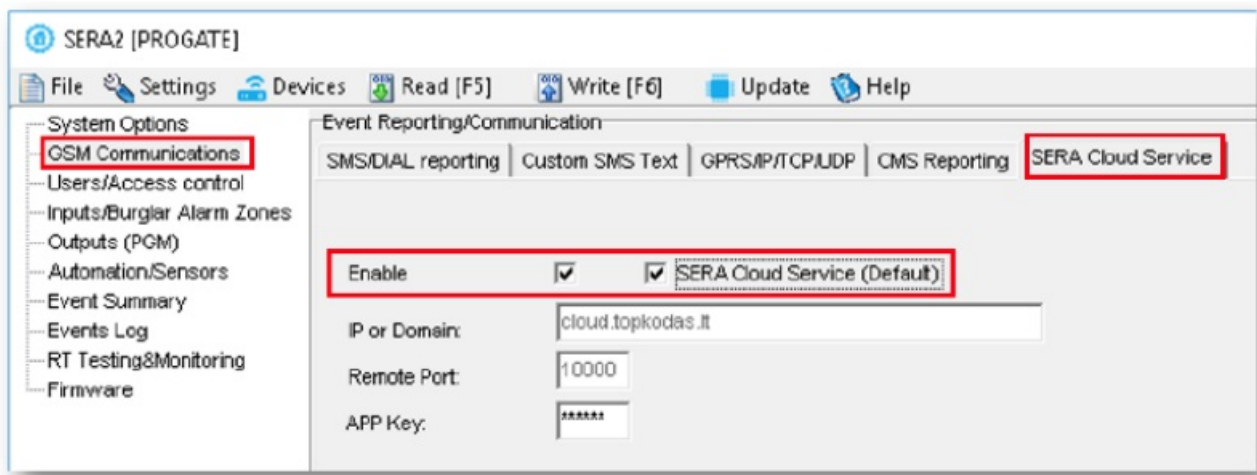 SERA2 [PROGATE]
File Settings Devices Read [F5] Write [F6] Update Help
System Options
GSM Communications
Users/Access control
Inputs/Burglar Alarm Zones
Outputs (PGM)
Automation/Sensors
Event Summary
Events Log
RT Testing&Monitoring
Firmware
Event Reporting/Communication
SMS/DIAL reporting Custom SMS Text GPRS/IP/TCP/UDP CMS Reporting SERA Cloud Service
Enable SERA Cloud Service (Default)
IP or Domain: cloud.topkodas.lt
Remote Port: 10000
APP Key: ******